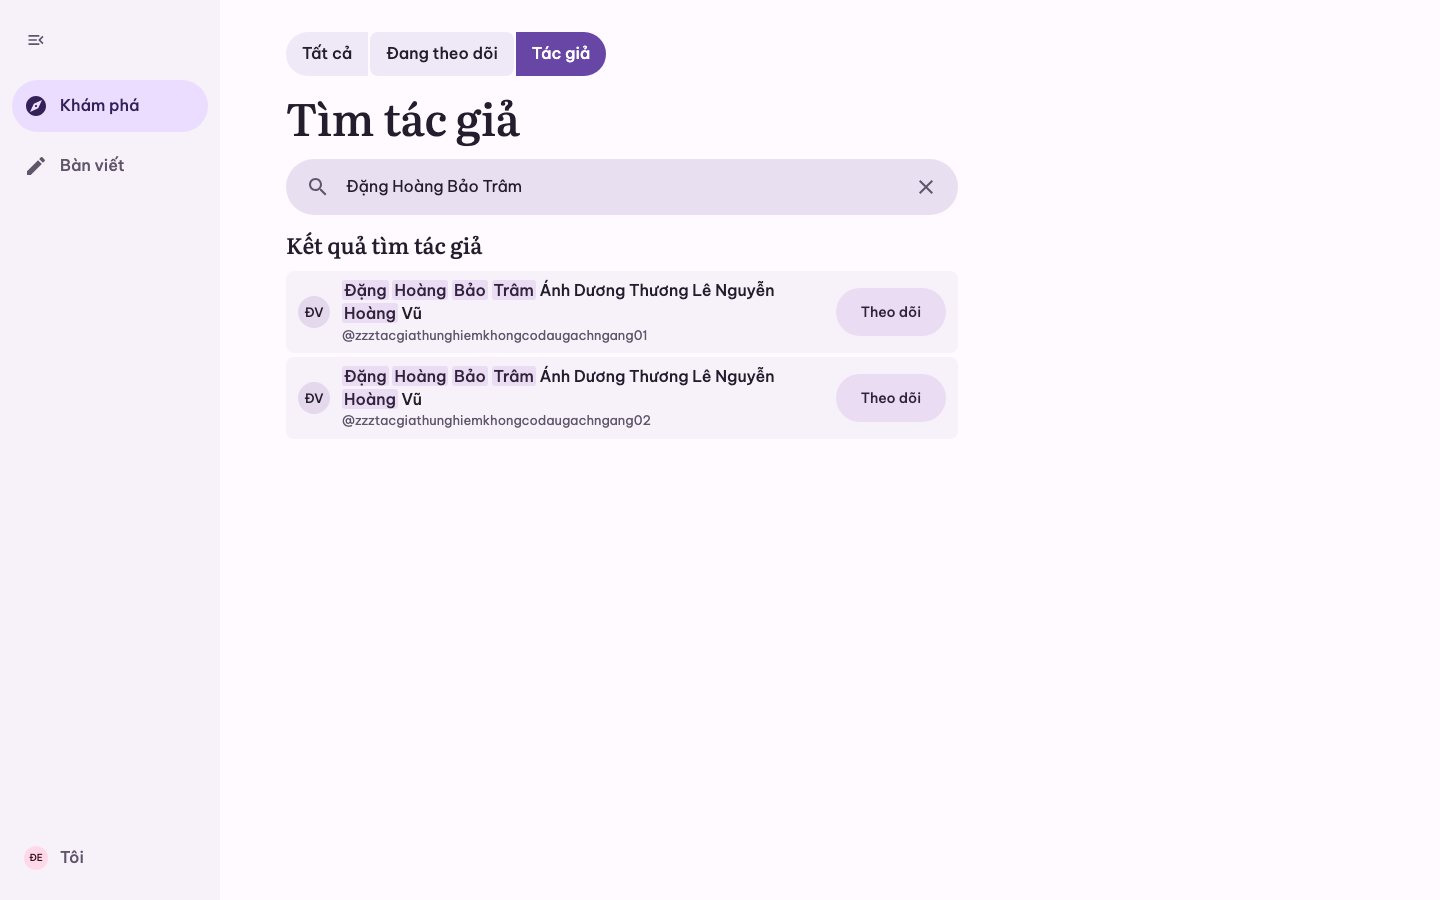 Khám phá
Bàn viết
Tôi
ĐE
Tất cả
Đang theo dõi
Tác giả
Tìm tác giả
Đặng Hoàng Bảo Trâm
Kết quả tìm tác giả
ĐV
Đặng Hoàng Bảo Trâm Ánh Dương Thương Lê Nguyễn
Hoàng Vũ
@zzztacgiathunghiemkhongcodaugachngang01
Theo dõi
ĐV
Đặng Hoàng Bảo Trâm Ánh Dương Thương Lê Nguyễn
Hoàng Vũ
@zzztacgiathunghiemkhongcodaugachngang02
Theo dõi